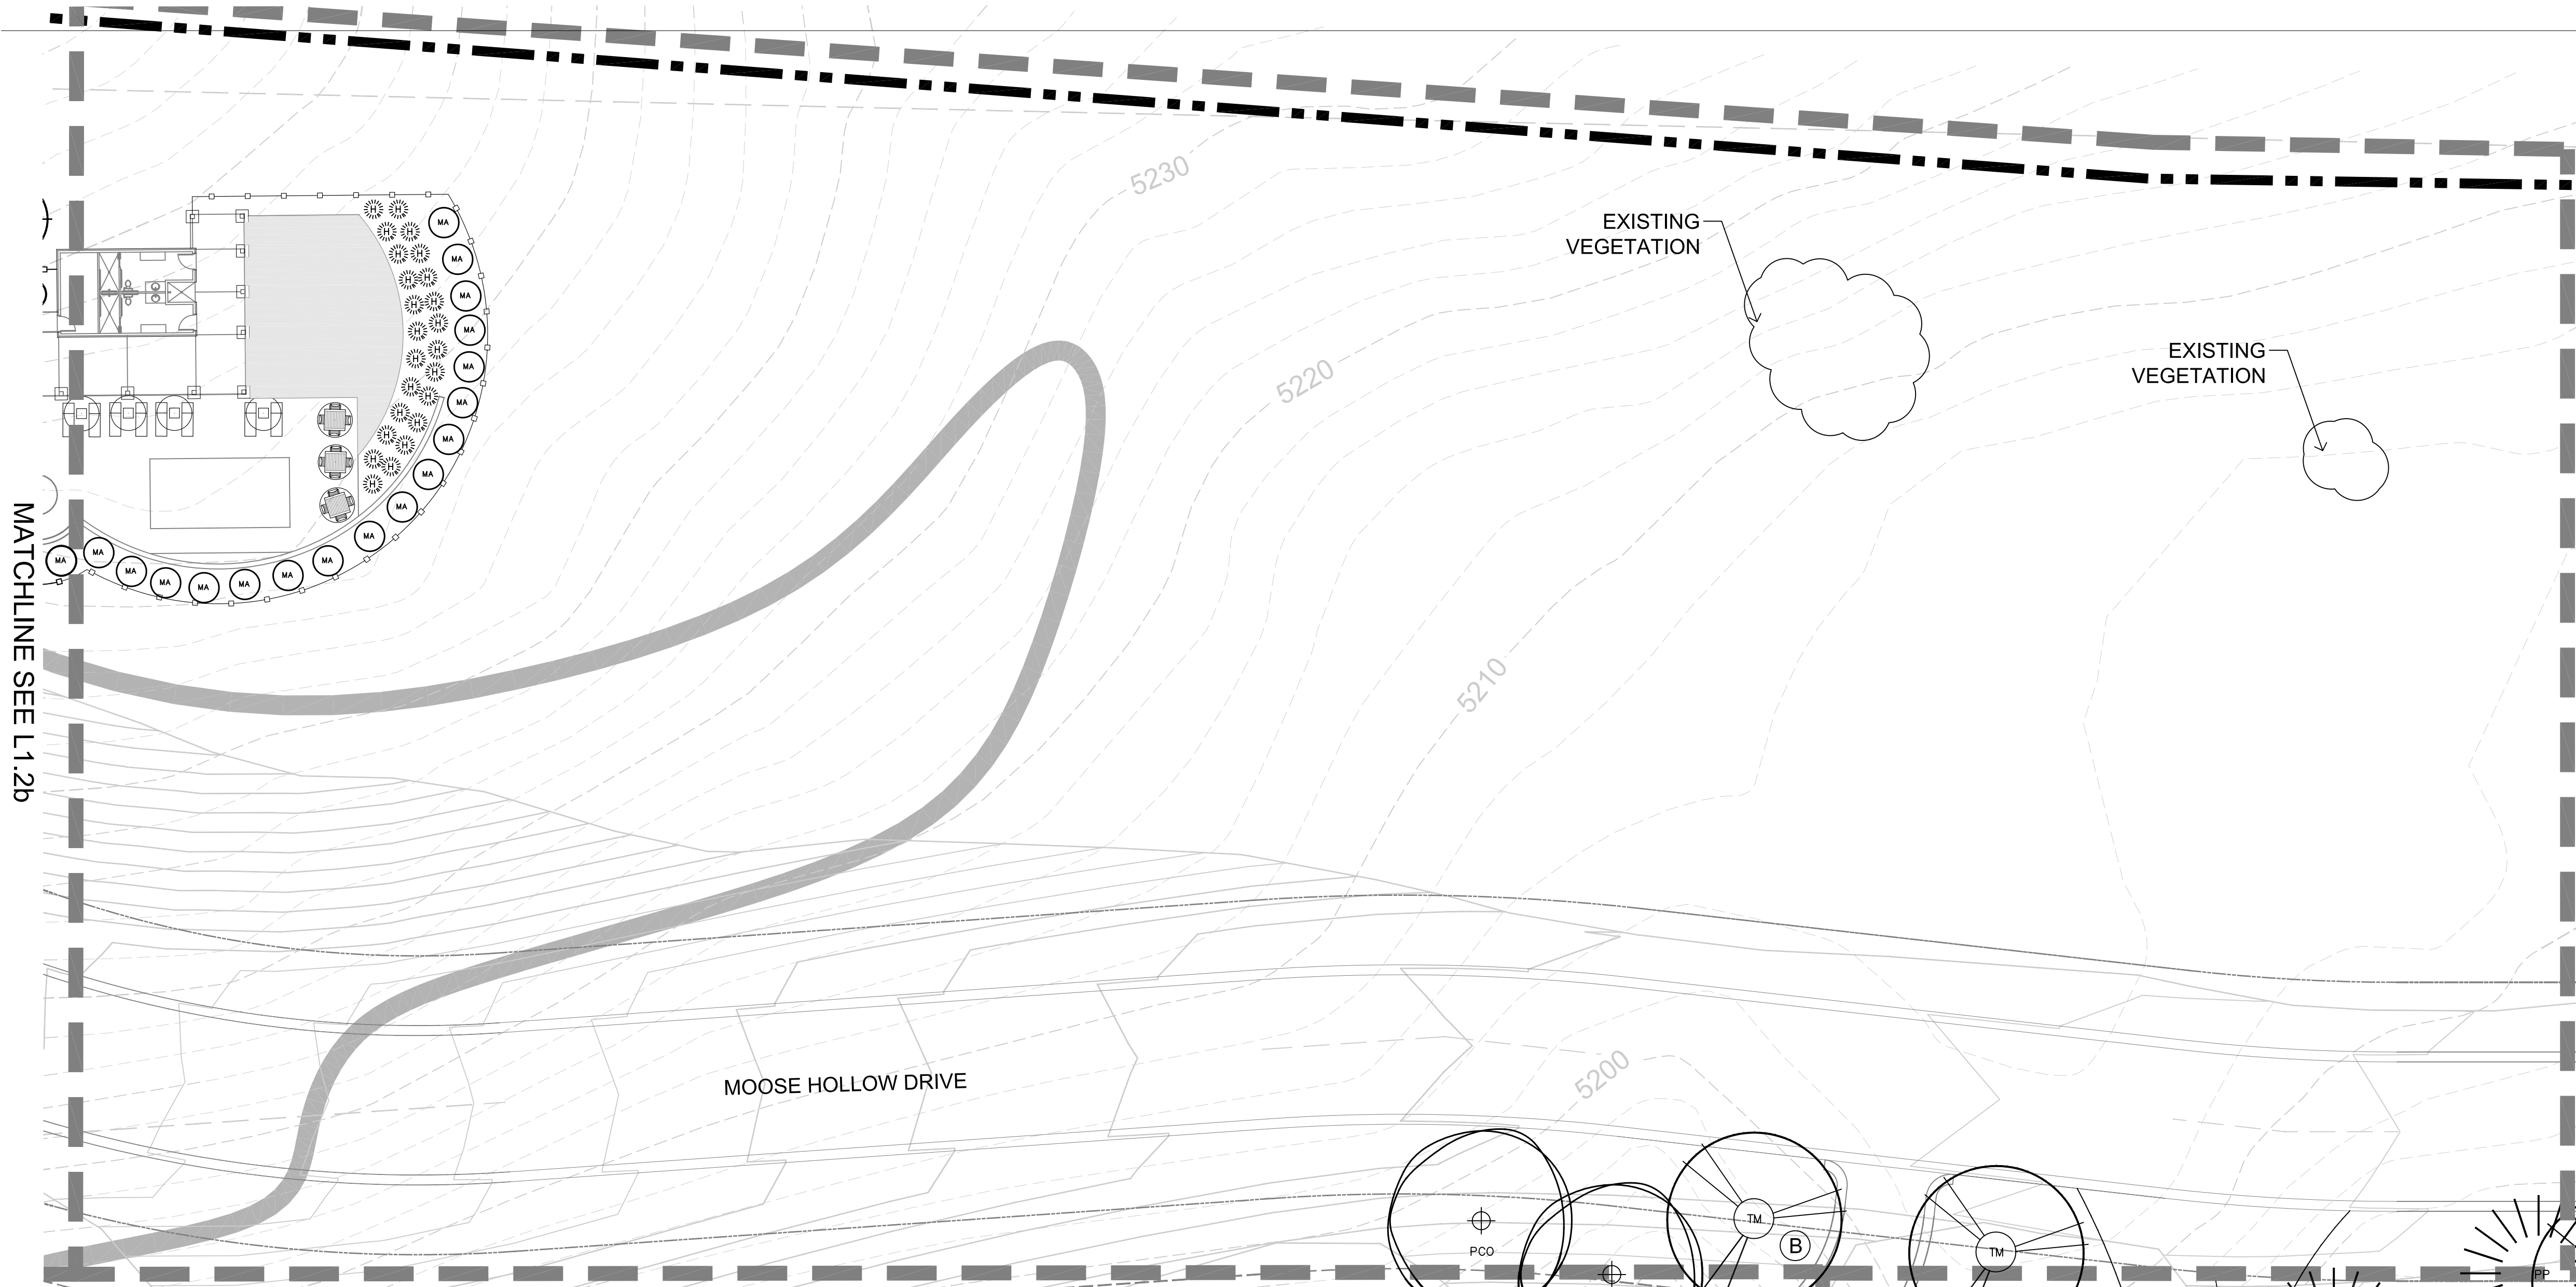 5230
H H MA
EXISTING
VEGETATION
H H
H H MA
H H
H H MA
H H MA
H H
EXISTING
VEGETATION
H MA
H
5220
H H MA
H H
H H MA
H H MA
H
MA
MA
MA MA MA
MA MA MA MA MA MA
MATCHLINE SEE L1.2b
5210
5200
MOOSE HOLLOW DRIVE
TM
B
PCO
TM
PP